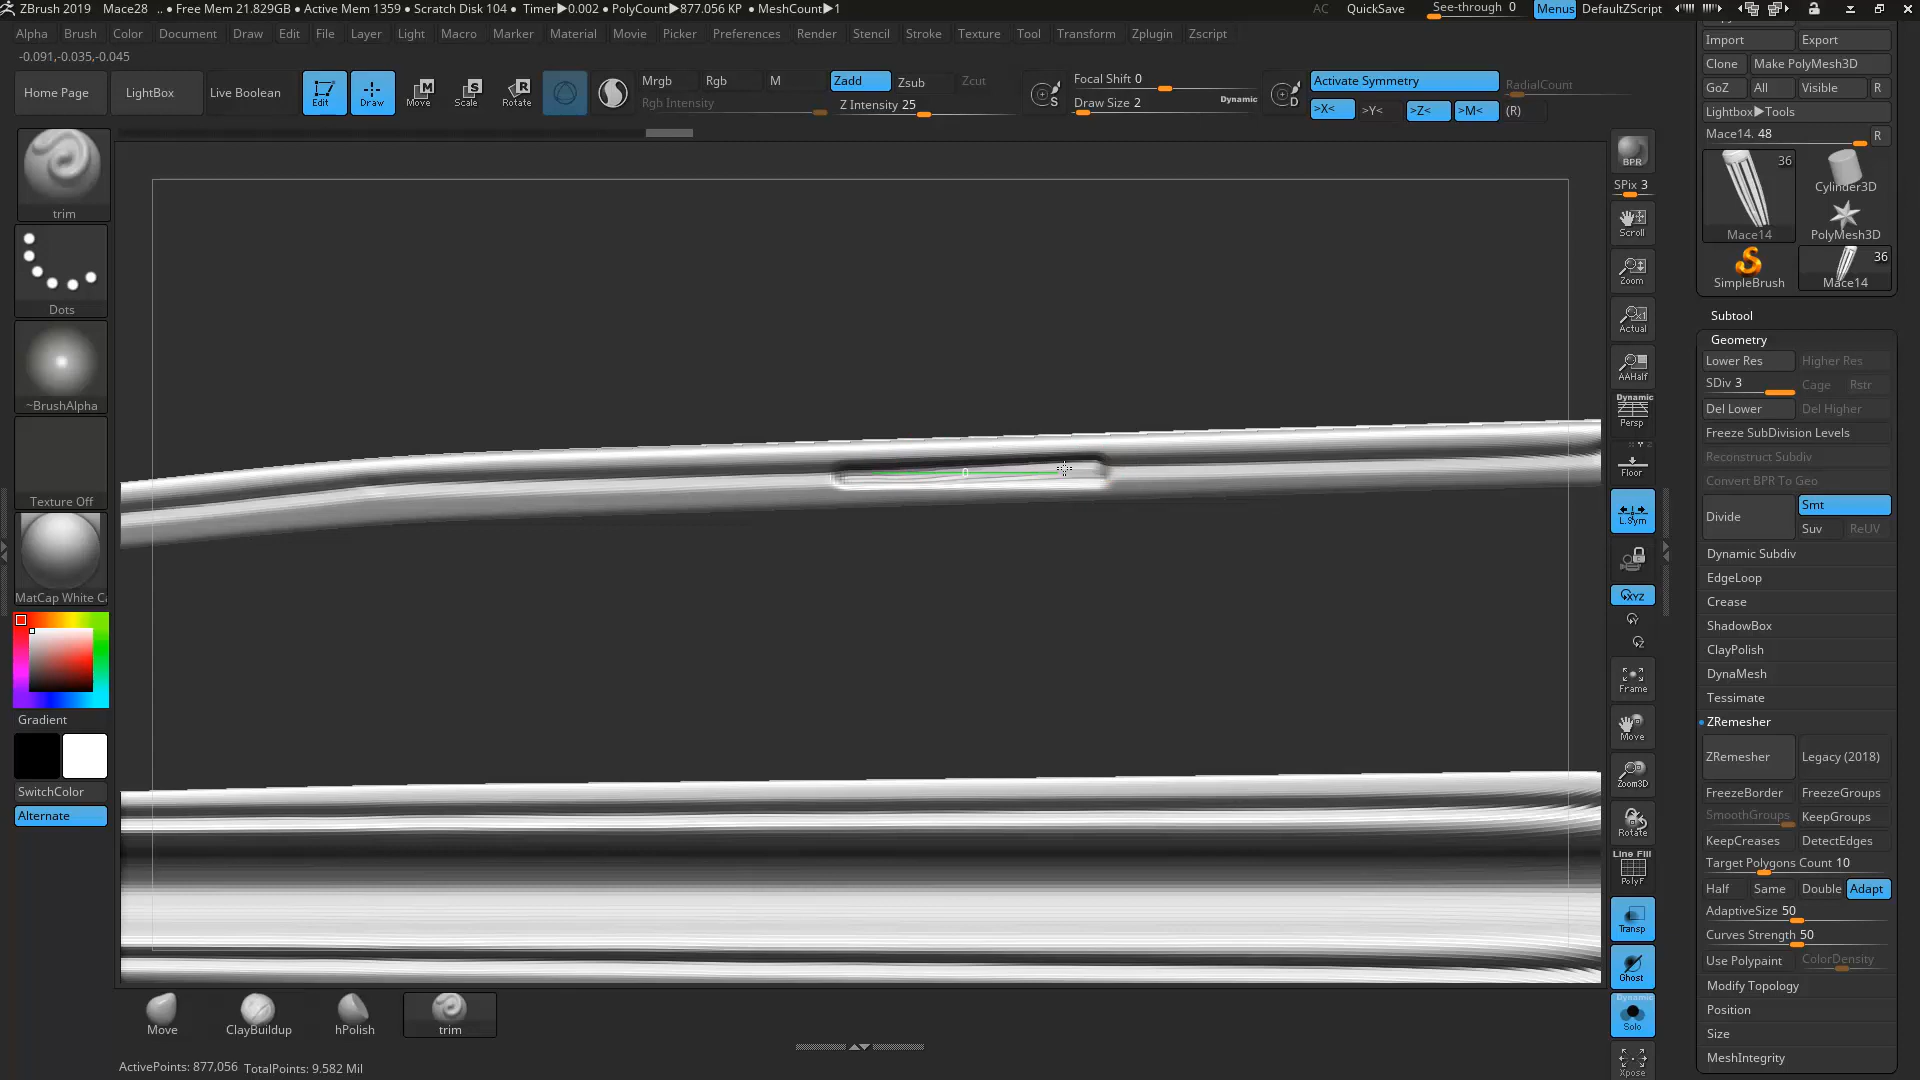 ZBrush 2019 Mace28 .. ● Free Mem 21.829GB ● Active Mem 1359 ● Scratch Disk 104 ● Timer▶0.002 ● PolyCount▶877.056 KP ● MeshCount▶1 AC QuickSave See-through 0 Menus DefaultZScript
Alpha Brush Color Document Draw Edit File Layer Light Macro Marker Material Movie Picker Preferences Render Stencil Stroke Texture Tool Transform Zplugin Zscript
-0.091,-0.035,-0.045
Home Page LightBox Live Boolean Edit Draw Move Scale Rotate
Mrgb Rgb M Zadd Zsub Zcut
Rgb Intensity Z Intensity 25
Focal Shift 0
Draw Size 2 Dynamic
Activate Symmetry RadialCount
>X< >Y< >Z< >M< (R)
trim
Dots
~BrushAlpha
Texture Off
MatCap White Ca
Gradient
SwitchColor
Alternate
BPR
SPix 3
Scroll
Zoom
Actual
AAHalf
Dynamic
Persp
Floor
L.Sym
XYZ
Frame
Move
Zoom3D
Rotate
Line Fill
PolyF
Transp
Ghost
Dynamic
Solo
Xpose
Import Export
Clone Make PolyMesh3D
GoZ All Visible R
Lightbox▶Tools
Mace14. 48 R
36
Mace14
Cylinder3D
PolyMesh3D
SimpleBrush
36
Mace14
Subtool
Geometry
Lower Res Higher Res
SDiv 3 Cage Rstr
Del Lower Del Higher
Freeze SubDivision Levels
Reconstruct Subdiv
Convert BPR To Geo
Divide Smt
Suv ReUV
Dynamic Subdiv
EdgeLoop
Crease
ShadowBox
ClayPolish
DynaMesh
Tessimate
ZRemesher
ZRemesher Legacy (2018)
FreezeBorder FreezeGroups
SmoothGroups KeepGroups
KeepCreases DetectEdges
Target Polygons Count 10
Half Same Double Adapt
AdaptiveSize 50
Curves Strength 50
Use Polypaint ColorDensity
Modify Topology
Position
Size
MeshIntegrity
Move ClayBuildup hPolish trim
ActivePoints: 877,056 TotalPoints: 9.582 Mil